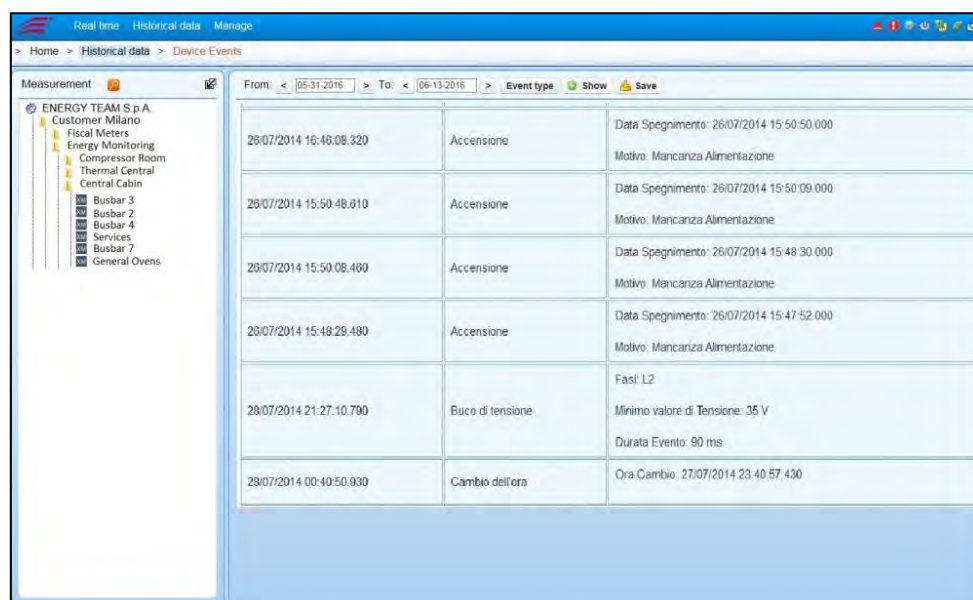 Real time Historical data Manage
> Home > Historical data > Device Events
Measurement
From: < 05-31-2016 > To: < 06-13-2016 > Event type Show Save
ENERGY TEAM S.p.A.
Customer Milano
Fiscal Meters
Energy Monitoring
Compressor Room
Thermal Central
Central Cabin
XM Busbar 3
XM Busbar 2
XM Busbar 4
XM Services
XM Busbar 7
XM General Ovens
26/07/2014 16:46:08.320 Accensione
Data Spegnimento: 26/07/2014 15:50:50.000
Motivo: Mancanza Alimentazione
26/07/2014 15:50:48.610 Accensione
Data Spegnimento: 26/07/2014 15:50:09.000
Motivo: Mancanza Alimentazione
26/07/2014 15:50:08.460 Accensione
Data Spegnimento: 26/07/2014 15:48:30.000
Motivo: Mancanza Alimentazione
26/07/2014 15:48:29.480 Accensione
Data Spegnimento: 26/07/2014 15:47:52.000
Motivo: Mancanza Alimentazione
28/07/2014 21:27:10.790 Buco di tensione
Fasi: L2
Minimo valore di Tensione: 35 V
Durata Evento: 90 ms
28/07/2014 00:40:50.930 Cambio dell'ora
Ora Cambio: 27/07/2014 23:40:57.430